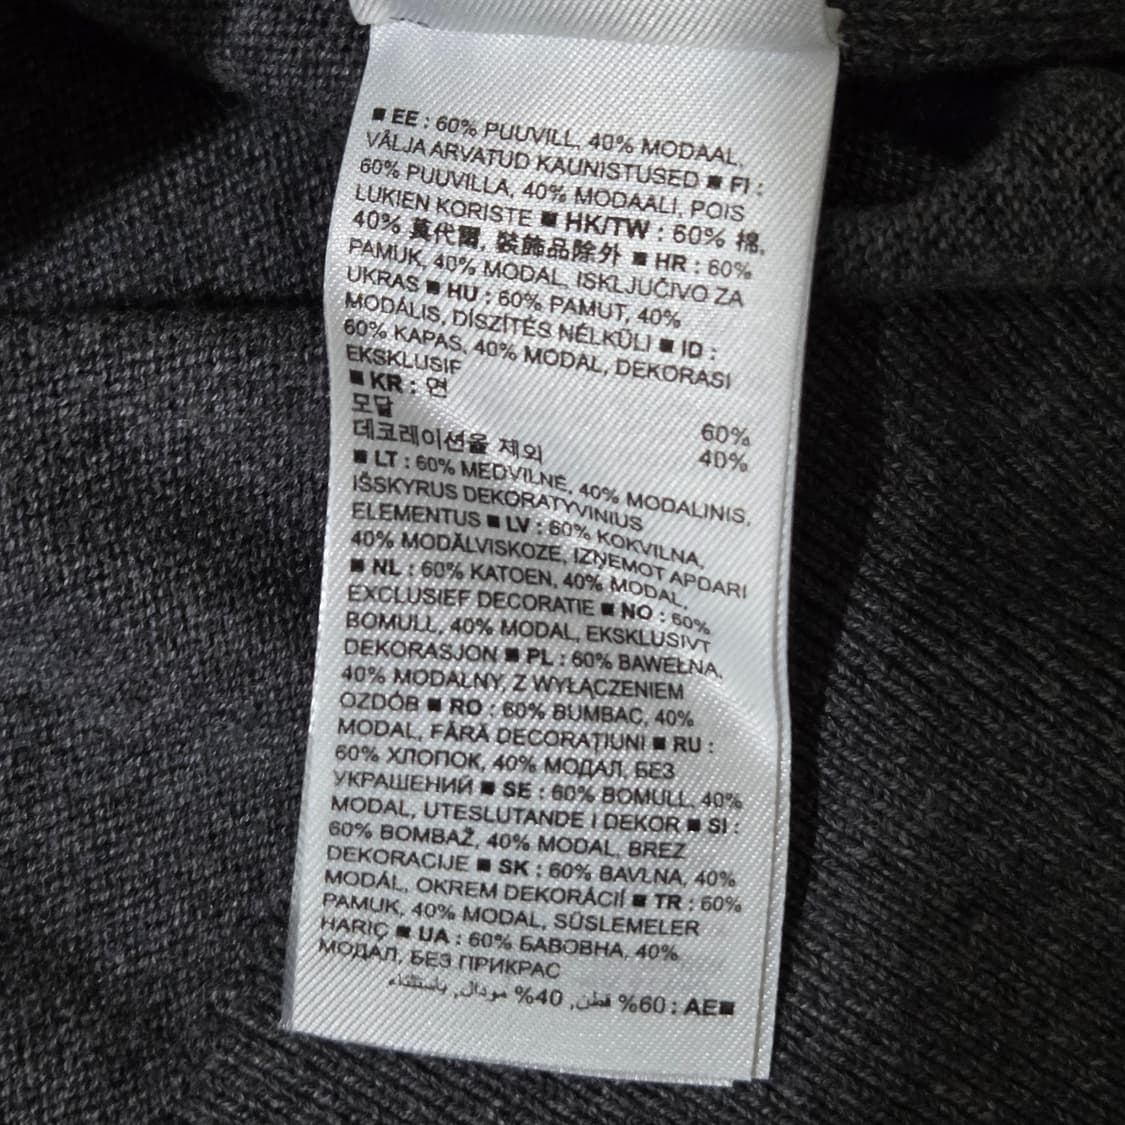 ■ EE : 60% PUUVILL, 40% MODAAL,
VÄLJA ARVATUD KAUNISTUSED ■ FI :
60% PUUVILLA, 40% MODAALI, POIS
LUKIEN KORISTE ■ HK/TW : 60% 棉,
40% 莫代爾, 裝飾品除外 ■ HR : 60%
PAMUK, 40% MODAL, ISKLJUČIVO ZA
UKRAS ■ HU : 60% PAMUT, 40%
MODÁLIS, DÍSZÍTÉS NÉLKÜLI ■ ID :
60% KAPAS, 40% MODAL, DEKORASI
EKSKLUSIF
■ KR : 면
모달 60%
데코레이션을 제외 40%
■ LT : 60% MEDVILNĖ, 40% MODALINIS,
IŠSKYRUS DEKORATYVINIUS
ELEMENTUS ■ LV : 60% KOKVILNA,
40% MODĀLVISKOZE, IZŅEMOT APDARI
■ NL : 60% KATOEN, 40% MODAL,
EXCLUSIEF DECORATIE ■ NO : 60%
BOMULL, 40% MODAL, EKSKLUSIVT
DEKORASJON ■ PL : 60% BAWEŁNA,
40% MODALNY, Z WYŁĄCZENIEM
OZDÓB ■ RO : 60% BUMBAC, 40%
MODAL, FĂRĂ DECORAȚIUNI ■ RU :
60% ХЛОПОК, 40% МОДАЛ, БЕЗ
УКРАШЕНИЙ ■ SE : 60% BOMULL, 40%
MODAL, UTESLUTANDE I DEKOR ■ SI :
60% BOMBAŽ, 40% MODAL, BREZ
DEKORACIJE ■ SK : 60% BAVLNA, 40%
MODÁL, OKREM DEKORÁCIÍ ■ TR : 60%
PAMUK, 40% MODAL, SÜSLEMELER
HARİÇ ■ UA : 60% БАВОВНА, 40%
МОДАЛ, БЕЗ ПРИКРАС
■AE : 60% قطن, 40% مودال, باستثناء